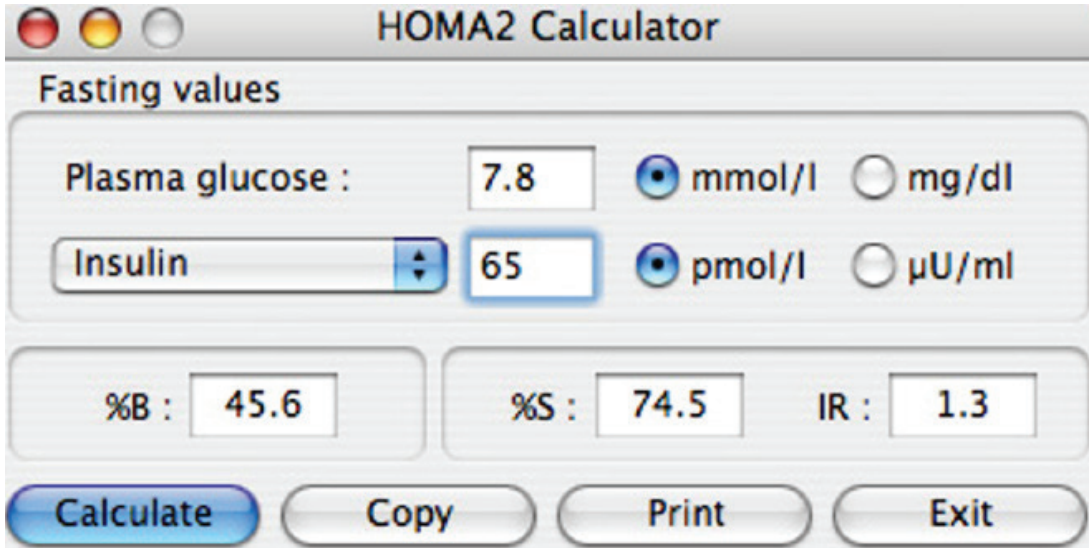 HOMA2 Calculator
Fasting values
Plasma glucose : 7.8 mmol/l mg/dl
Insulin 65 pmol/l µU/ml
%B : 45.6 %S : 74.5 IR : 1.3
Calculate Copy Print Exit